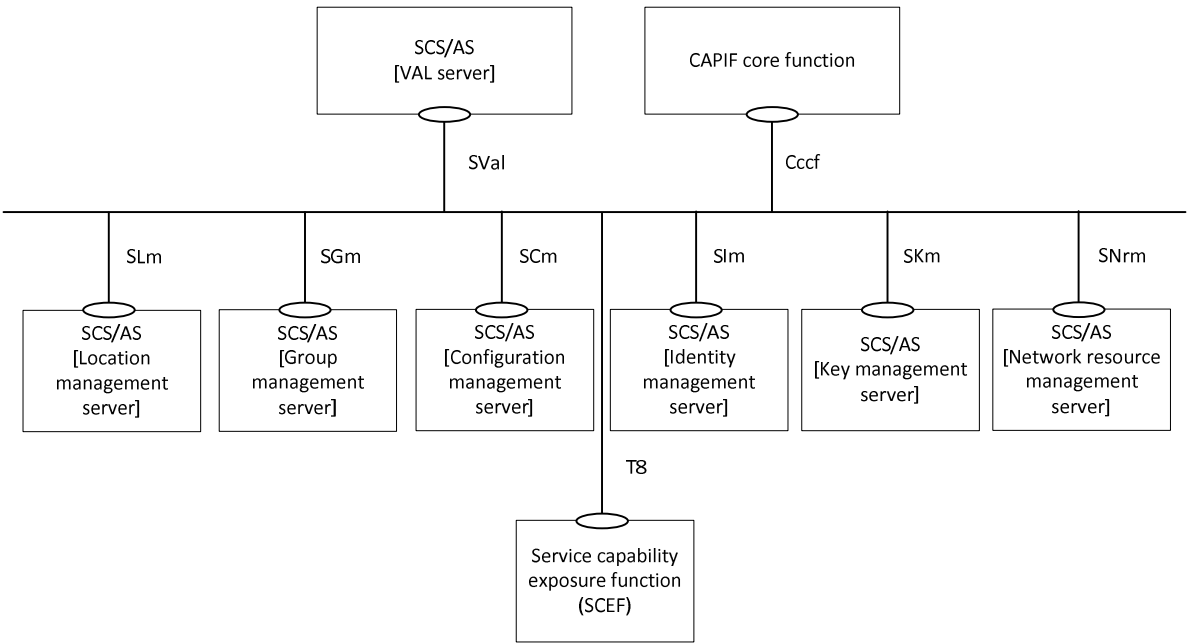 SCS/AS
[VAL server]
CAPIF core function
SVal
Cccf
SLm
SGm
SCm
SIm
SKm
SNrm
SCS/AS
[Location
management
server]
SCS/AS
[Group
management
server]
SCS/AS
[Configuration
management
server]
SCS/AS
[Identity
management
server]
SCS/AS
[Key management
server]
SCS/AS
[Network resource
management
server]
T8
Service capability
exposure function
(SCEF)